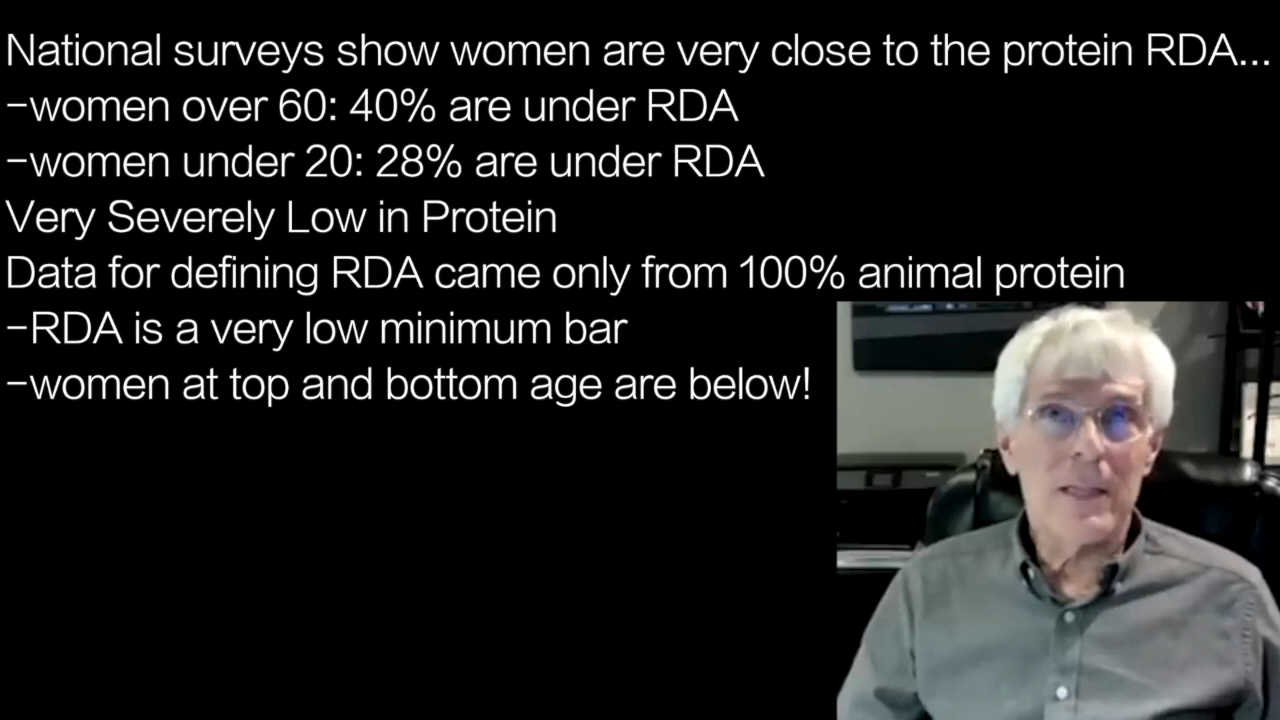 National surveys show women are very close to the protein RDA...
-women over 60: 40% are under RDA
-women under 20: 28% are under RDA
Very Severely Low in Protein
Data for defining RDA came only from 100% animal protein
-RDA is a very low minimum bar
-women at top and bottom age are below!